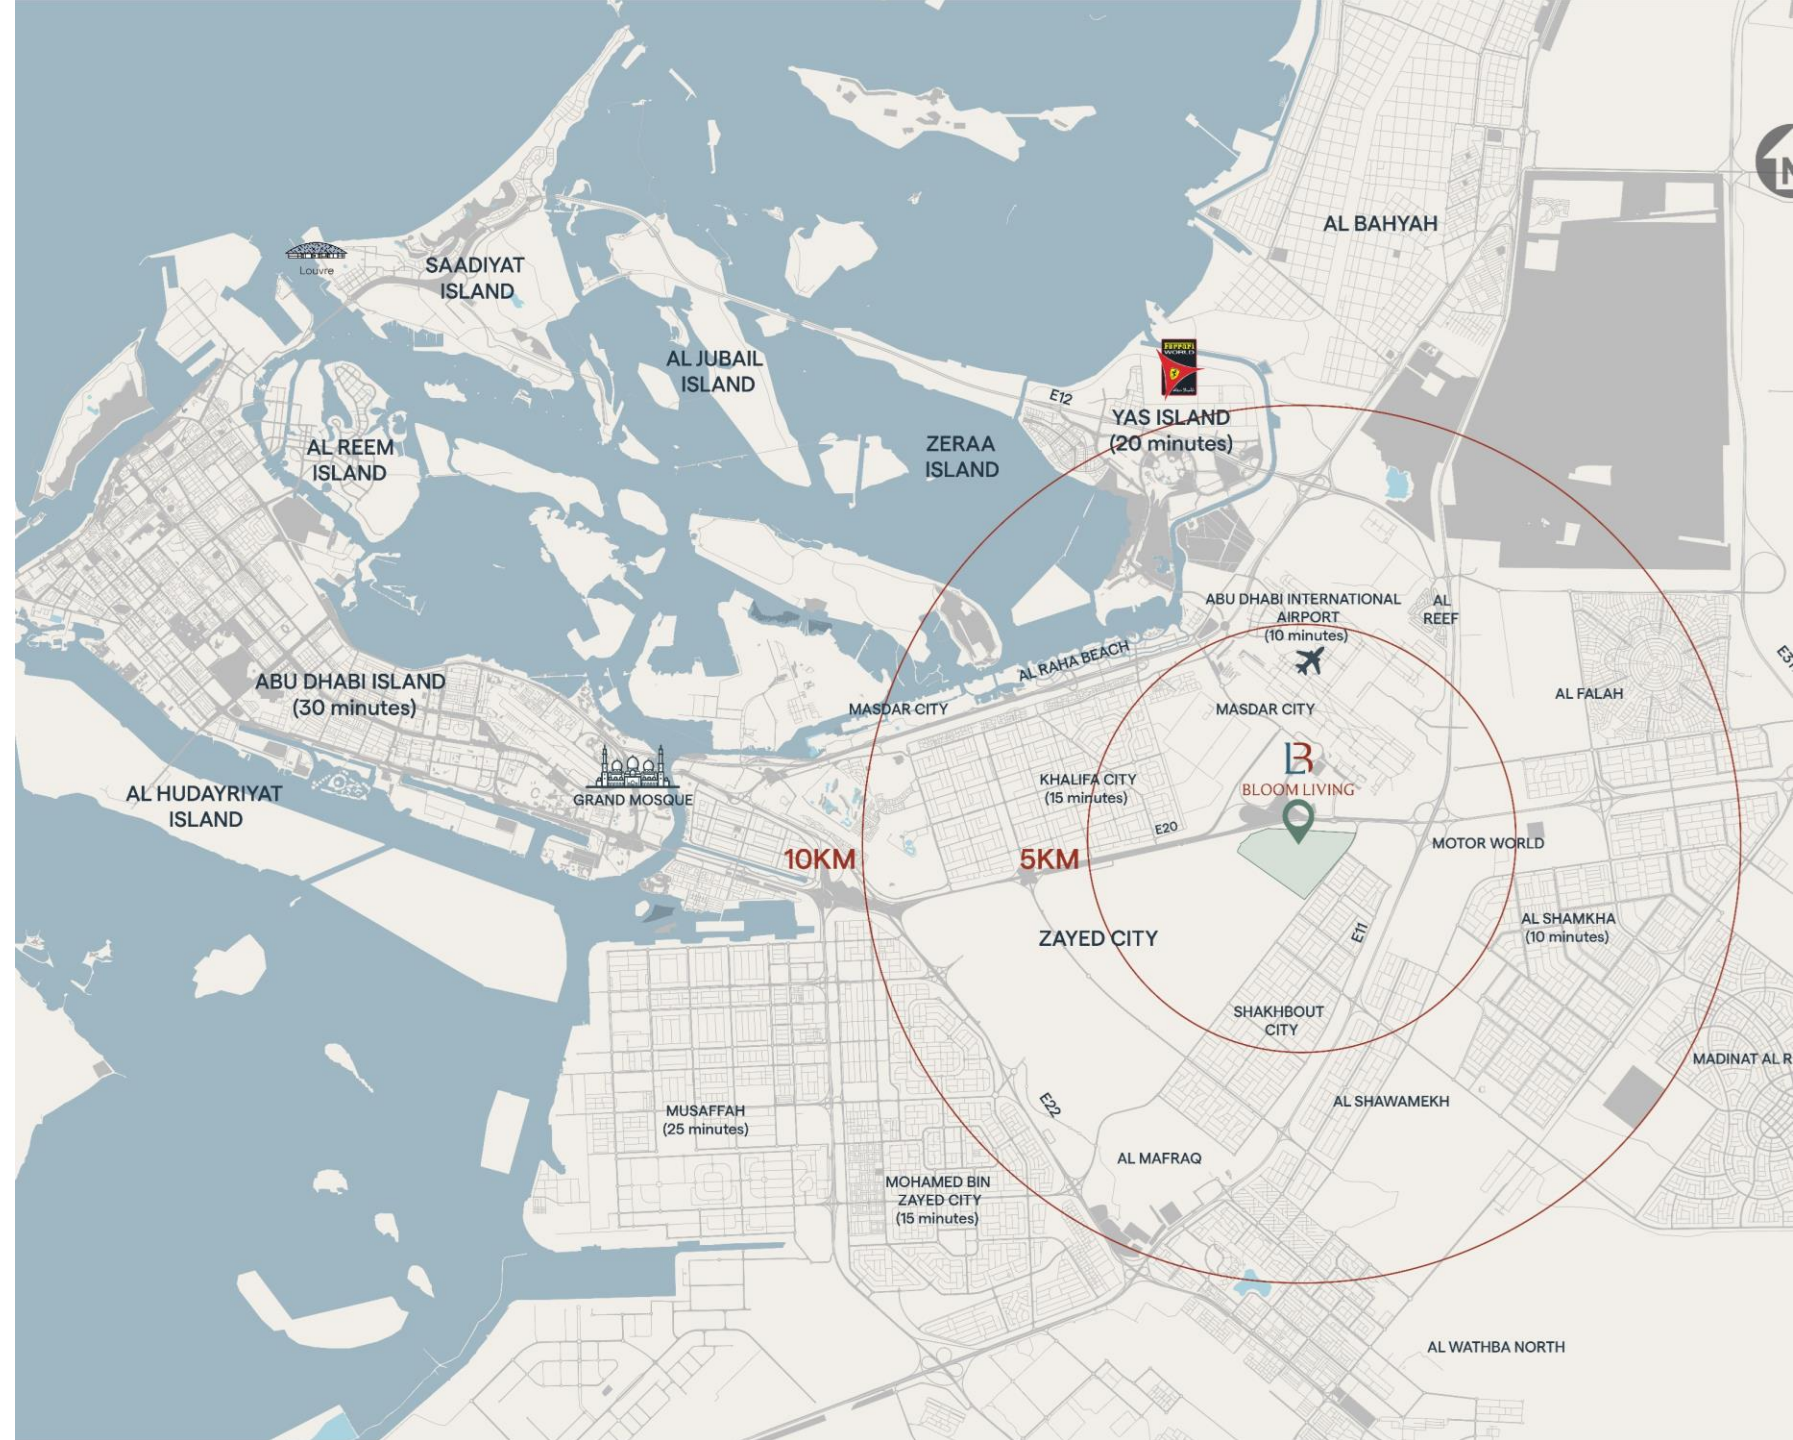 AL BAHYAH
N
Louvre
SAADIYAT
ISLAND
AL JUBAIL
ISLAND
Ferrari
WORLD
E12
YAS ISLAND
(20 minutes)
AL REEM
ISLAND
ZERAA
ISLAND
ABU DHABI INTERNATIONAL
AIRPORT
(10 minutes)
AL
REEF
AL RAHA BEACH
E31
ABU DHABI ISLAND
(30 minutes)
MASDAR CITY
MASDAR CITY
AL FALAH
AL HUDAYRIYAT
ISLAND
GRAND MOSQUE
KHALIFA CITY
(15 minutes)
LB
BLOOM LIVING
E20
10KM
5KM
MOTOR WORLD
ZAYED CITY
E11
AL SHAMKHA
(10 minutes)
SHAKHBOUT
CITY
MADINAT AL R
MUSAFFAH
(25 minutes)
E22
AL SHAWAMEKH
AL MAFRAQ
MOHAMED BIN
ZAYED CITY
(15 minutes)
AL WATHBA NORTH